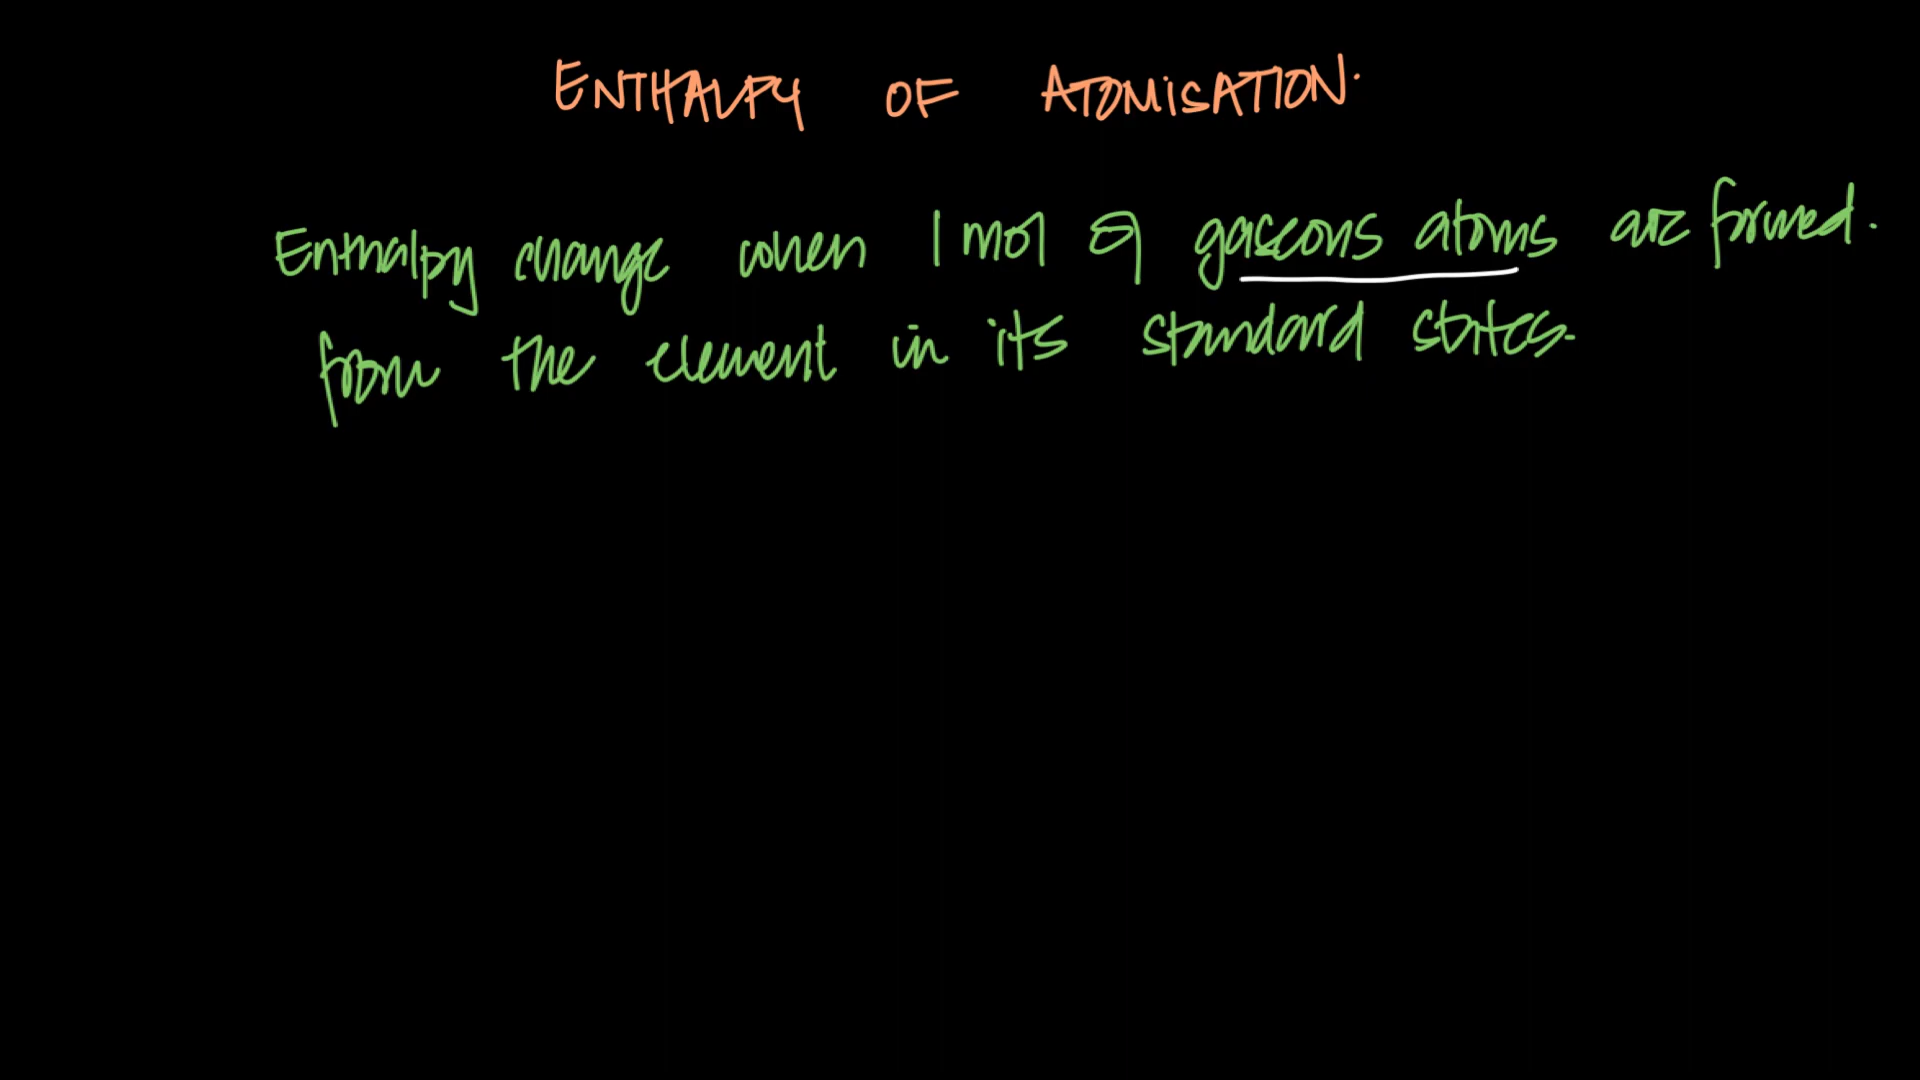 ENTHALPY OF ATOMISATION.
Enthalpy change when 1 mol of gaseous atoms are formed.
from the element in its standard states.